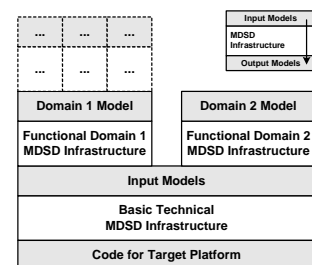 Input Models
MDSD
Infrastructure
Output Models
... ... ...
... ... ...
Domain 1 Model
Domain 2 Model
Functional Domain 1
MDSD Infrastructure
Functional Domain 2
MDSD Infrastructure
Input Models
Basic Technical
MDSD Infrastructure
Code for Target Platform